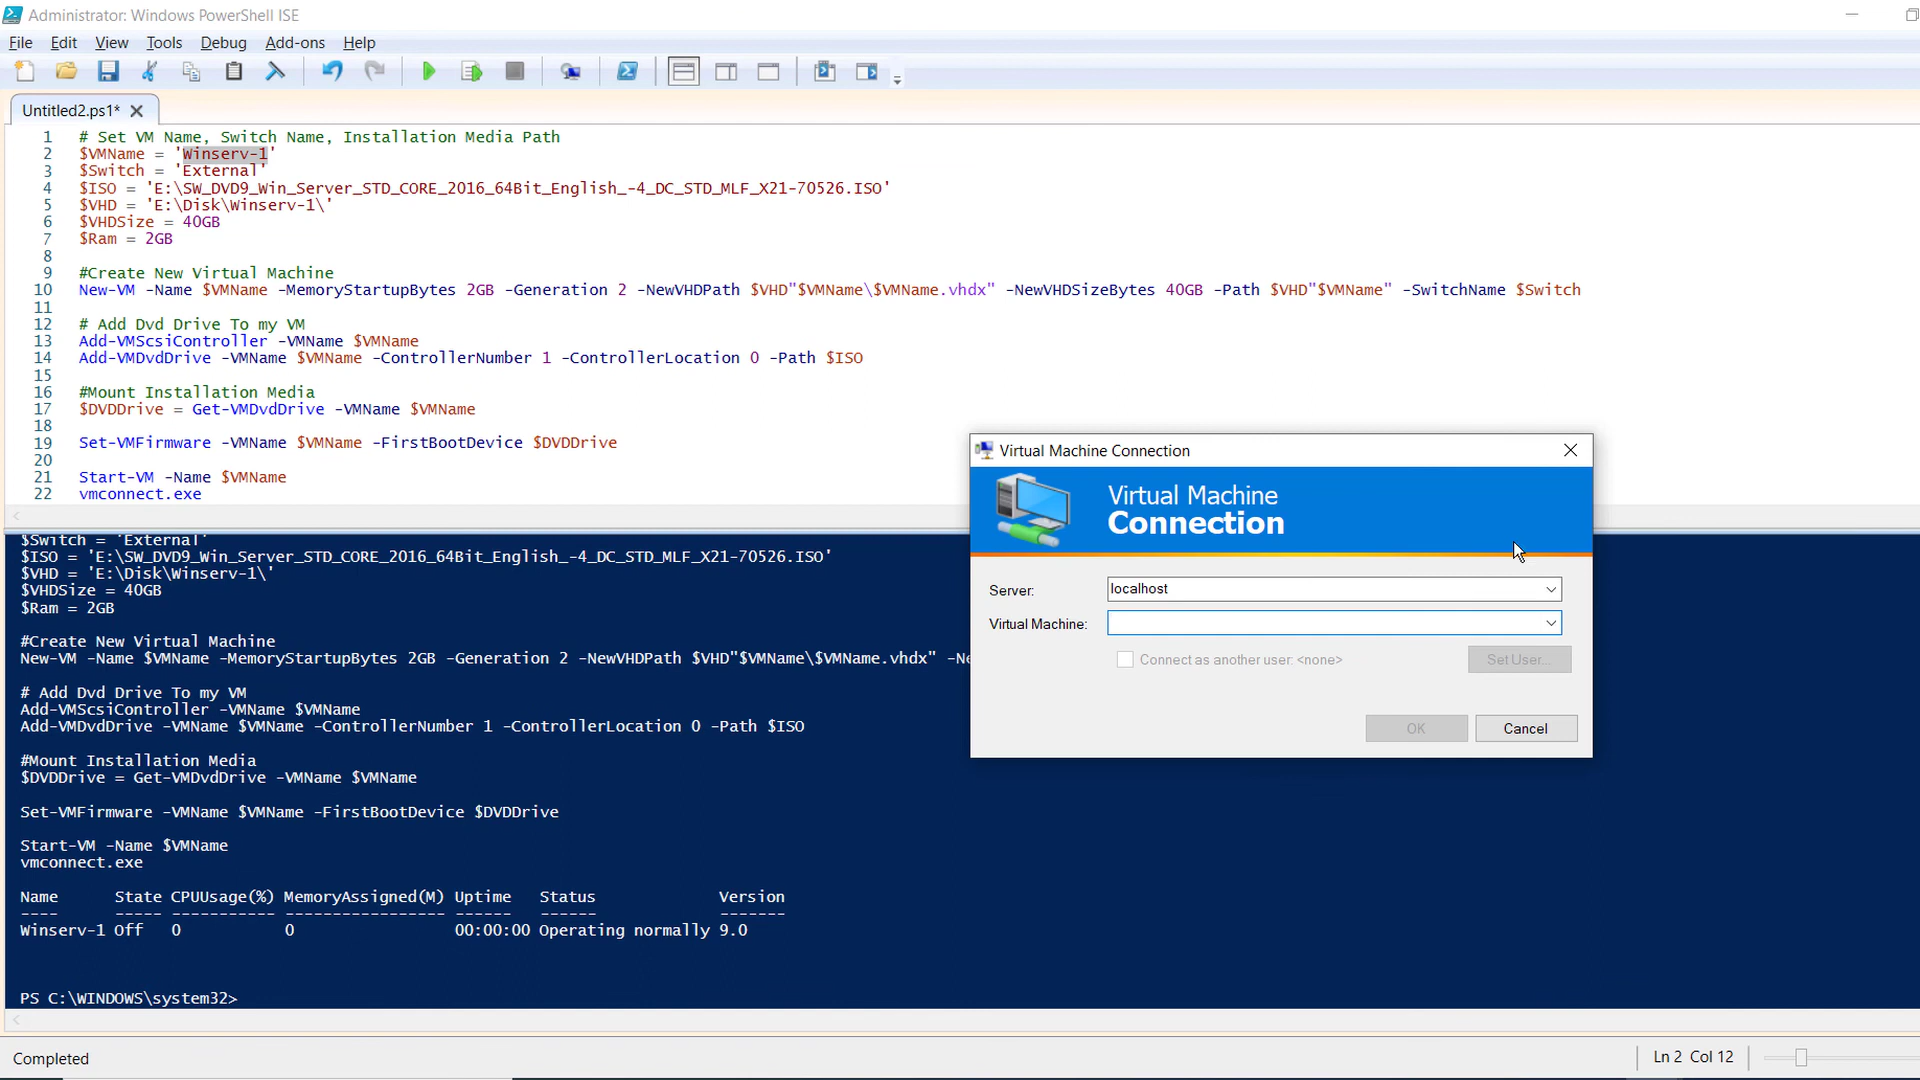 Administrator: Windows PowerShell ISE
File Edit View Tools Debug Add-ons Help
Untitled2.ps1*
1 # Set VM Name, Switch Name, Installation Media Path
2 $VMName = 'Winserv-1'
3 $Switch = 'External'
4 $ISO = 'E:\SW_DVD9_Win_Server_STD_CORE_2016_64Bit_English_-4_DC_STD_MLF_X21-70526.ISO'
5 $VHD = 'E:\Disk\Winserv-1\'
6 $VHDSize = 40GB
7 $Ram = 2GB
8
9 #Create New Virtual Machine
10 New-VM -Name $VMName -MemoryStartupBytes 2GB -Generation 2 -NewVHDPath $VHD"$VMName\$VMName.vhdx" -NewVHDSizeBytes 40GB -Path $VHD"$VMName" -SwitchName $Switch
11
12 # Add Dvd Drive To my VM
13 Add-VMScsiController -VMName $VMName
14 Add-VMDvdDrive -VMName $VMName -ControllerNumber 1 -ControllerLocation 0 -Path $ISO
15
16 #Mount Installation Media
17 $DVDDrive = Get-VMDvdDrive -VMName $VMName
18
19 Set-VMFirmware -VMName $VMName -FirstBootDevice $DVDDrive
20
21 Start-VM -Name $VMName
22 vmconnect.exe
$Switch = 'External'
$ISO = 'E:\SW_DVD9_Win_Server_STD_CORE_2016_64Bit_English_-4_DC_STD_MLF_X21-70526.ISO'
$VHD = 'E:\Disk\Winserv-1\'
$VHDSize = 40GB
$Ram = 2GB
#Create New Virtual Machine
New-VM -Name $VMName -MemoryStartupBytes 2GB -Generation 2 -NewVHDPath $VHD"$VMName\$VMName.vhdx" -Ne
# Add Dvd Drive To my VM
Add-VMScsiController -VMName $VMName
Add-VMDvdDrive -VMName $VMName -ControllerNumber 1 -ControllerLocation 0 -Path $ISO
#Mount Installation Media
$DVDDrive = Get-VMDvdDrive -VMName $VMName
Set-VMFirmware -VMName $VMName -FirstBootDevice $DVDDrive
Start-VM -Name $VMName
vmconnect.exe
Name State CPUUsage(%) MemoryAssigned(M) Uptime Status Version
---- ----- ----------- ----------------- ------ ------ -------
Winserv-1 Off 0 0 00:00:00 Operating normally 9.0
PS C:\WINDOWS\system32>
Virtual Machine Connection
Virtual Machine
Connection
Server: localhost
Virtual Machine:
Connect as another user: <none> Set User...
OK Cancel
Completed
Ln 2 Col 12